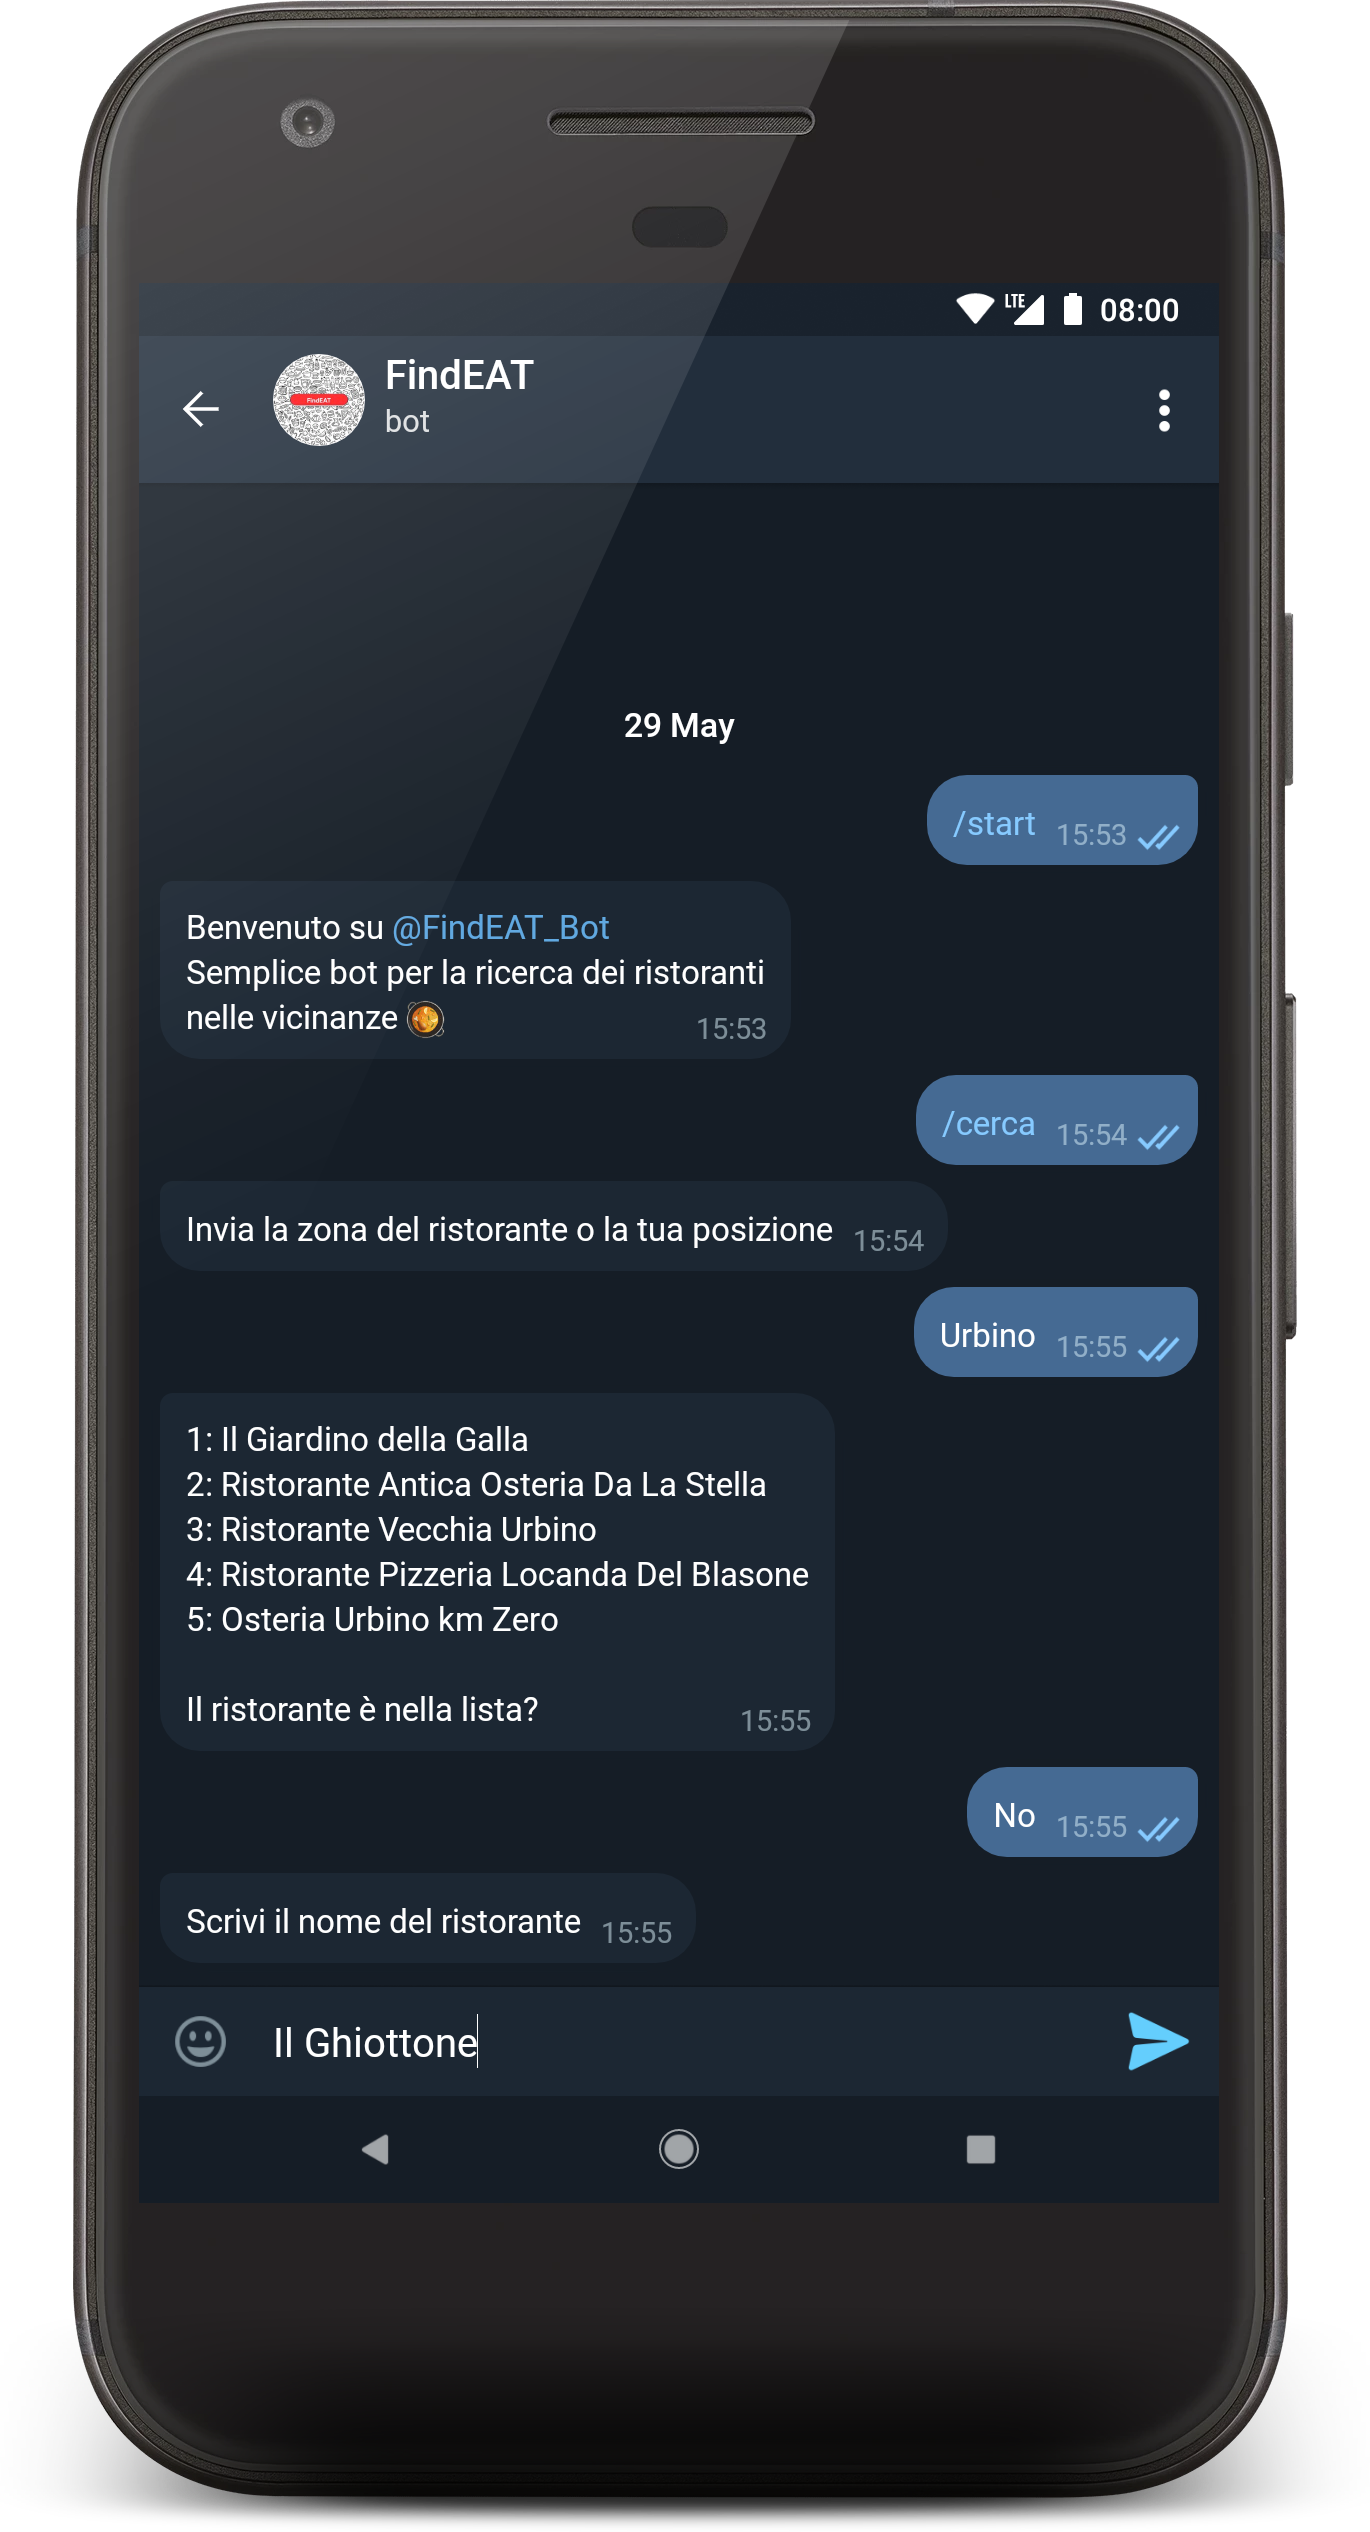 LTE 08:00
FindEAT
FindEAT
bot
29 May
/start 15:53
Benvenuto su @FindEAT_Bot
Semplice bot per la ricerca dei ristoranti
nelle vicinanze 🥘 15:53
/cerca 15:54
Invia la zona del ristorante o la tua posizione 15:54
Urbino 15:55
1: Il Giardino della Galla
2: Ristorante Antica Osteria Da La Stella
3: Ristorante Vecchia Urbino
4: Ristorante Pizzeria Locanda Del Blasone
5: Osteria Urbino km Zero
Il ristorante è nella lista? 15:55
No 15:55
Scrivi il nome del ristorante 15:55
Il Ghiottone